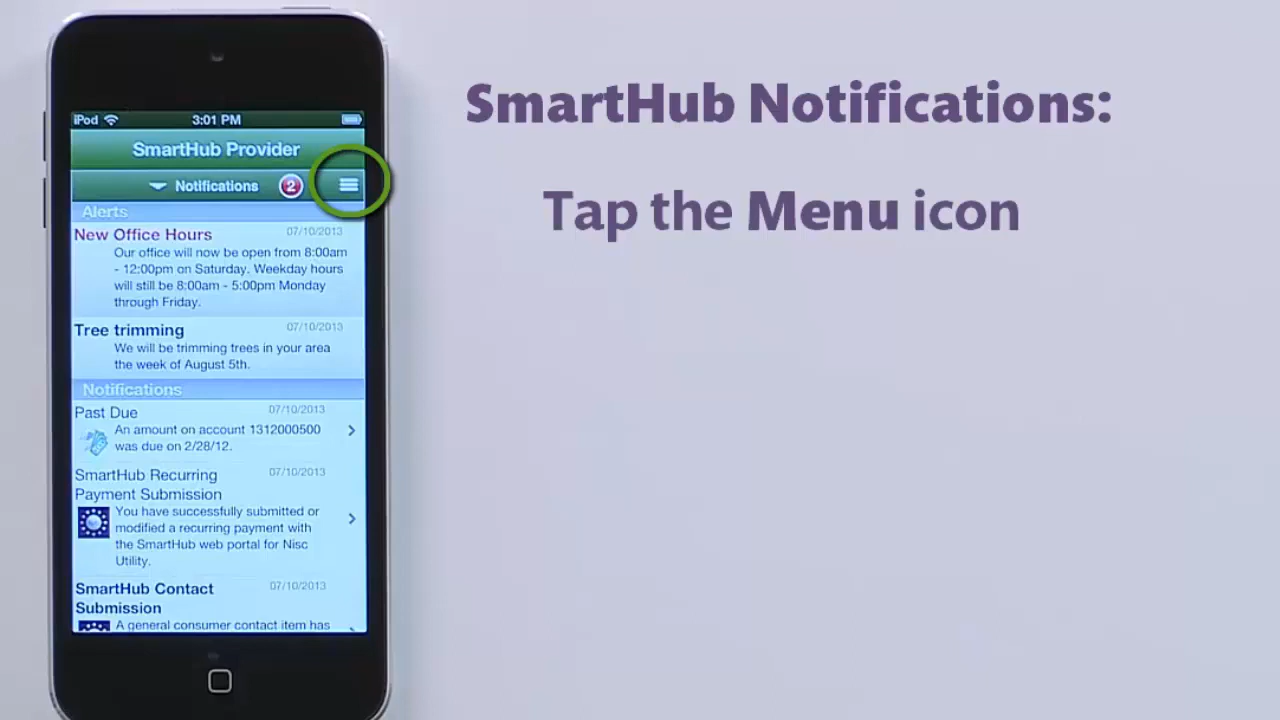 SmartHub Notifications:
Tap the Menu icon
iPod
3:01 PM
SmartHub Provider
Notifications
2
Alerts
New Office Hours
07/10/2013
Our office will now be open from 8:00am
- 12:00pm on Saturday. Weekday hours
will still be 8:00am - 5:00pm Monday
through Friday.
Tree trimming
07/10/2013
We will be trimming trees in your area
the week of August 5th.
Notifications
Past Due
07/10/2013
An amount on account 1312000500
was due on 2/28/12.
SmartHub Recurring
07/10/2013
Payment Submission
You have successfully submitted or
modified a recurring payment with
the SmartHub web portal for Nisc
Utility.
SmartHub Contact
07/10/2013
Submission
A general consumer contact item has